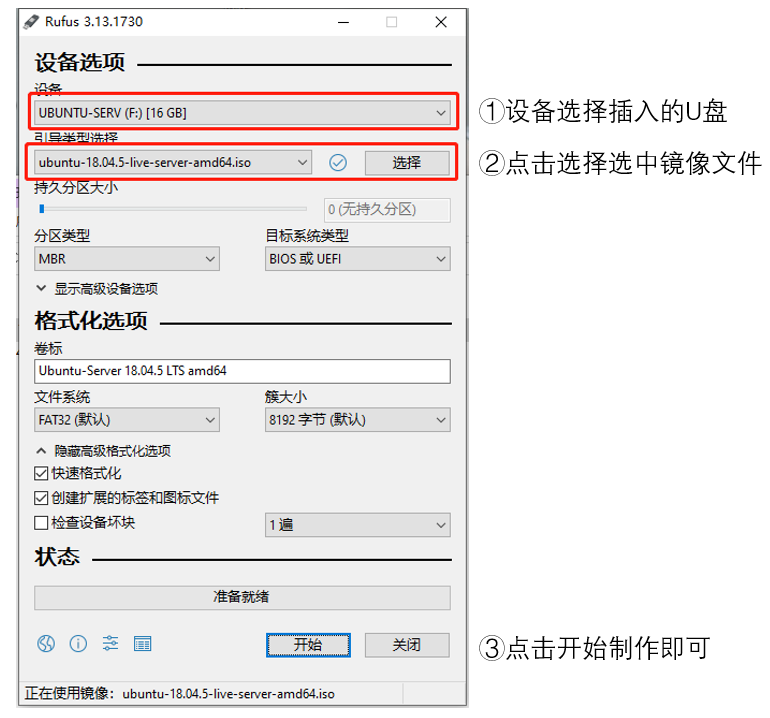 Rufus 3.13.1730
设备选项
设备
UBUNTU-SERV (F:) [16 GB]
①设备选择插入的U盘
引导类型选择
ubuntu-18.04.5-live-server-amd64.iso
选择
②点击选择选中镜像文件
持久分区大小
0 (无持久分区)
分区类型
目标系统类型
MBR
BIOS 或 UEFI
显示高级设备选项
格式化选项
卷标
Ubuntu-Server 18.04.5 LTS amd64
文件系统
簇大小
FAT32 (默认)
8192 字节 (默认)
隐藏高级格式化选项
快速格式化
创建扩展的标签和图标文件
检查设备坏块
1 遍
状态
准备就绪
开始
关闭
③点击开始制作即可
正在使用镜像: ubuntu-18.04.5-live-server-amd64.iso